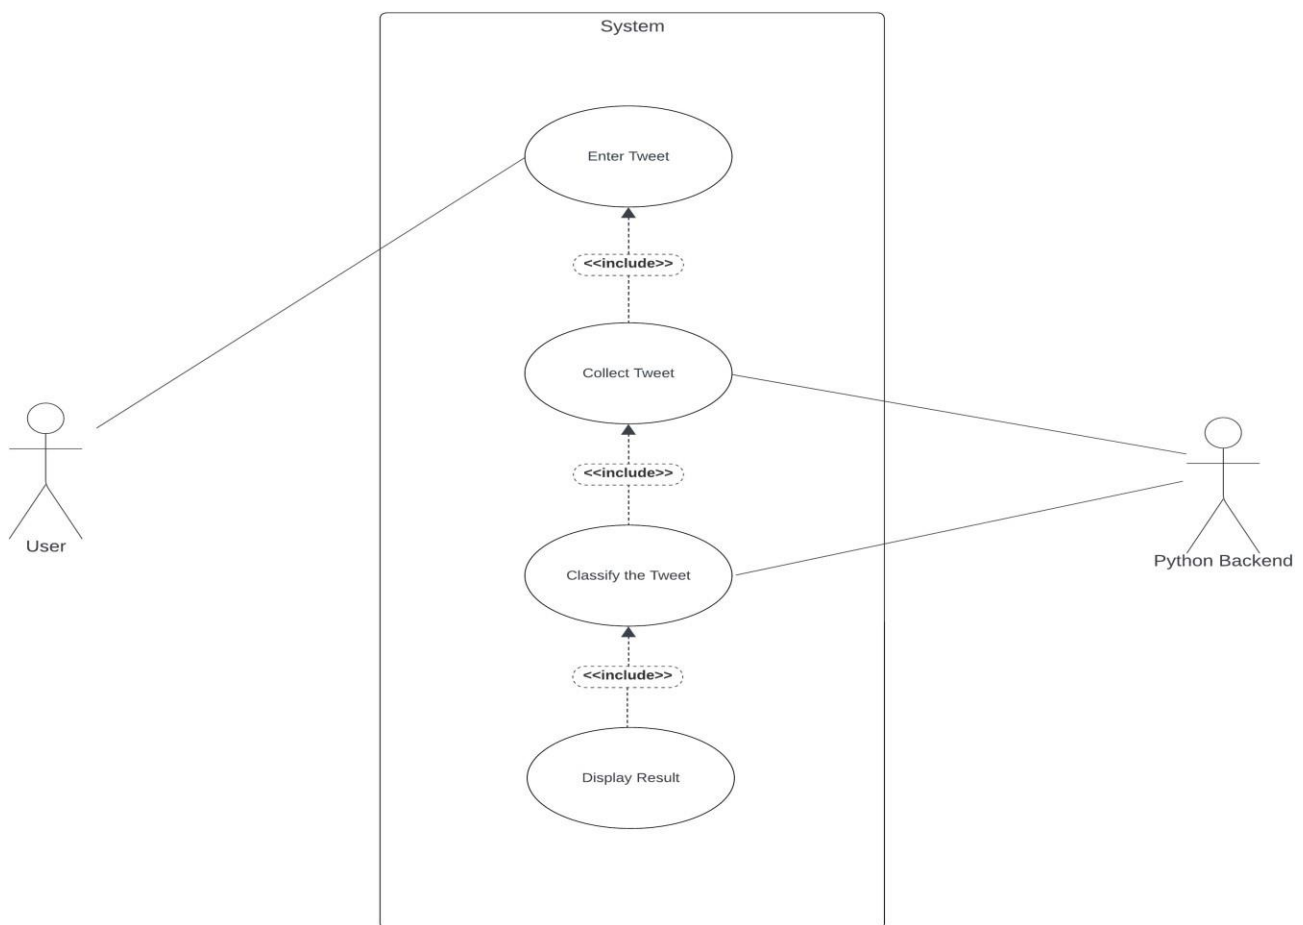 System
Enter Tweet
<<include>>
Collect Tweet
<<include>>
Classify the Tweet
<<include>>
Display Result
User
Python Backend